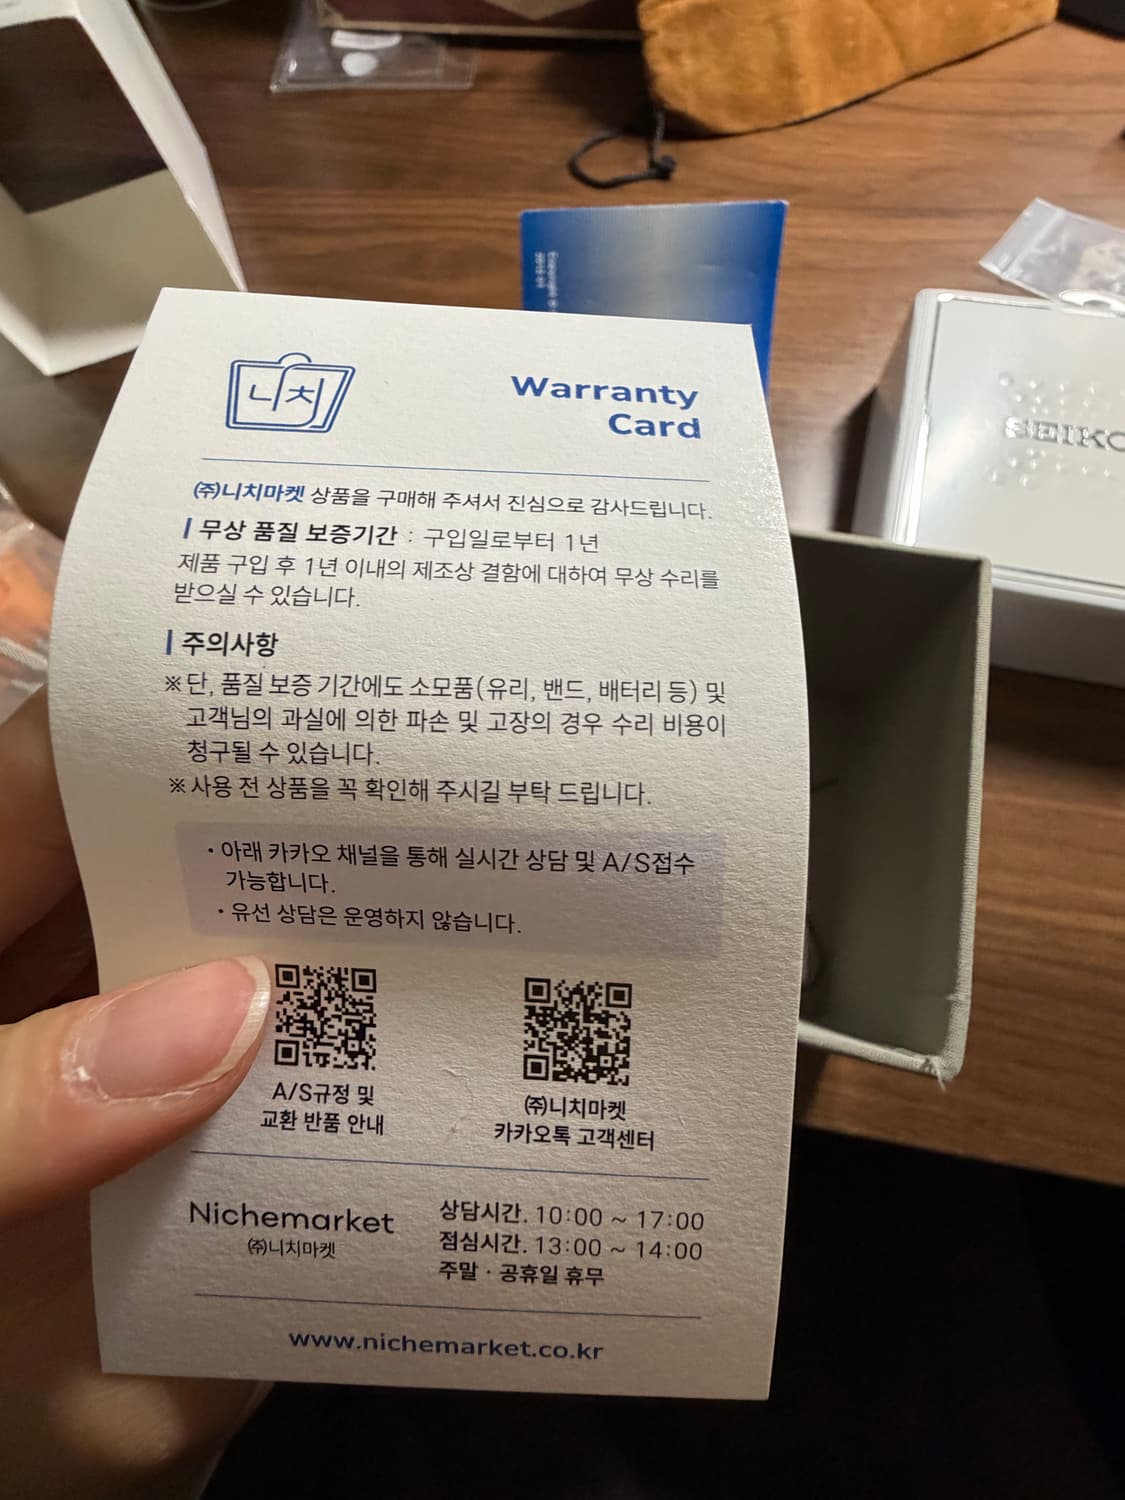 니치
Warranty
Card
㈜니치마켓 상품을 구매해 주셔서 진심으로 감사드립니다.
무상 품질 보증기간 : 구입일로부터 1년
제품 구입 후 1년 이내의 제조상 결함에 대하여 무상 수리를
받으실 수 있습니다.
주의사항
※단, 품질 보증 기간에도 소모품(유리, 밴드, 배터리 등) 및
고객님의 과실에 의한 파손 및 고장의 경우 수리 비용이
청구될 수 있습니다.
※사용 전 상품을 꼭 확인해 주시길 부탁 드립니다.
・아래 카카오 채널을 통해 실시간 상담 및 A/S접수
가능합니다.
・유선 상담은 운영하지 않습니다.
A/S규정 및
교환 반품 안내
㈜니치마켓
카카오톡 고객센터
Nichemarket
㈜니치마켓
상담시간. 10:00 ~ 17:00
점심시간. 13:00 ~ 14:00
주말・공휴일 휴무
www.nichemarket.co.kr
SEIKO